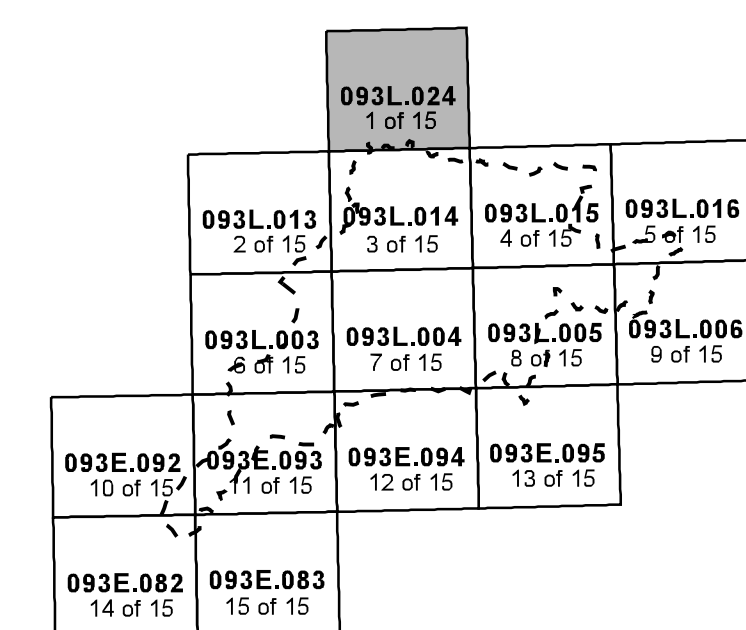 093L.024
1 of 15
093L.013
2 of 15
093L.014
3 of 15
093L.015
4 of 15
093L.016
5 of 15
093L.003
6 of 15
093L.004
7 of 15
093L.005
8 of 15
093L.006
9 of 15
093E.092
10 of 15
093E.093
11 of 15
093E.094
12 of 15
093E.095
13 of 15
093E.082
14 of 15
093E.083
15 of 15